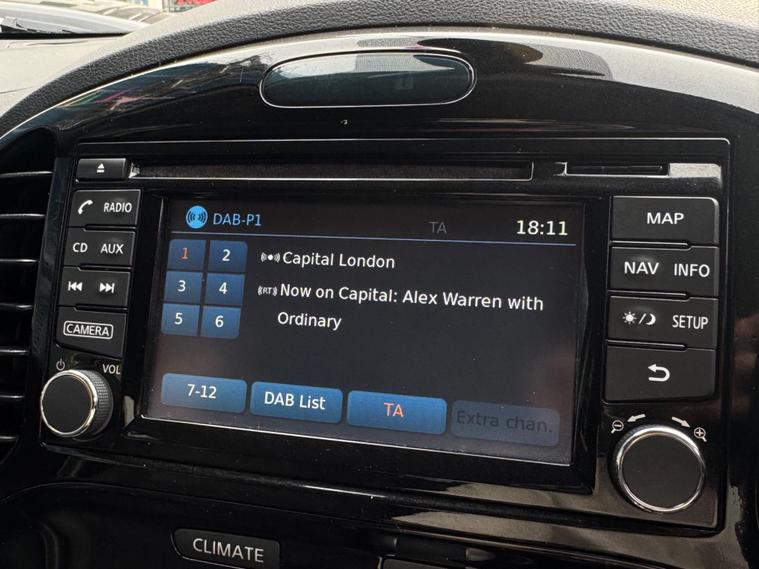 RADIO
CD AUX
CAMERA
VOL
DAB-P1
TA
18:11
1 2
3 4
5 6
Capital London
(RT) Now on Capital: Alex Warren with
Ordinary
7-12
DAB List
TA
Extra chan.
MAP
NAV INFO
SETUP
CLIMATE